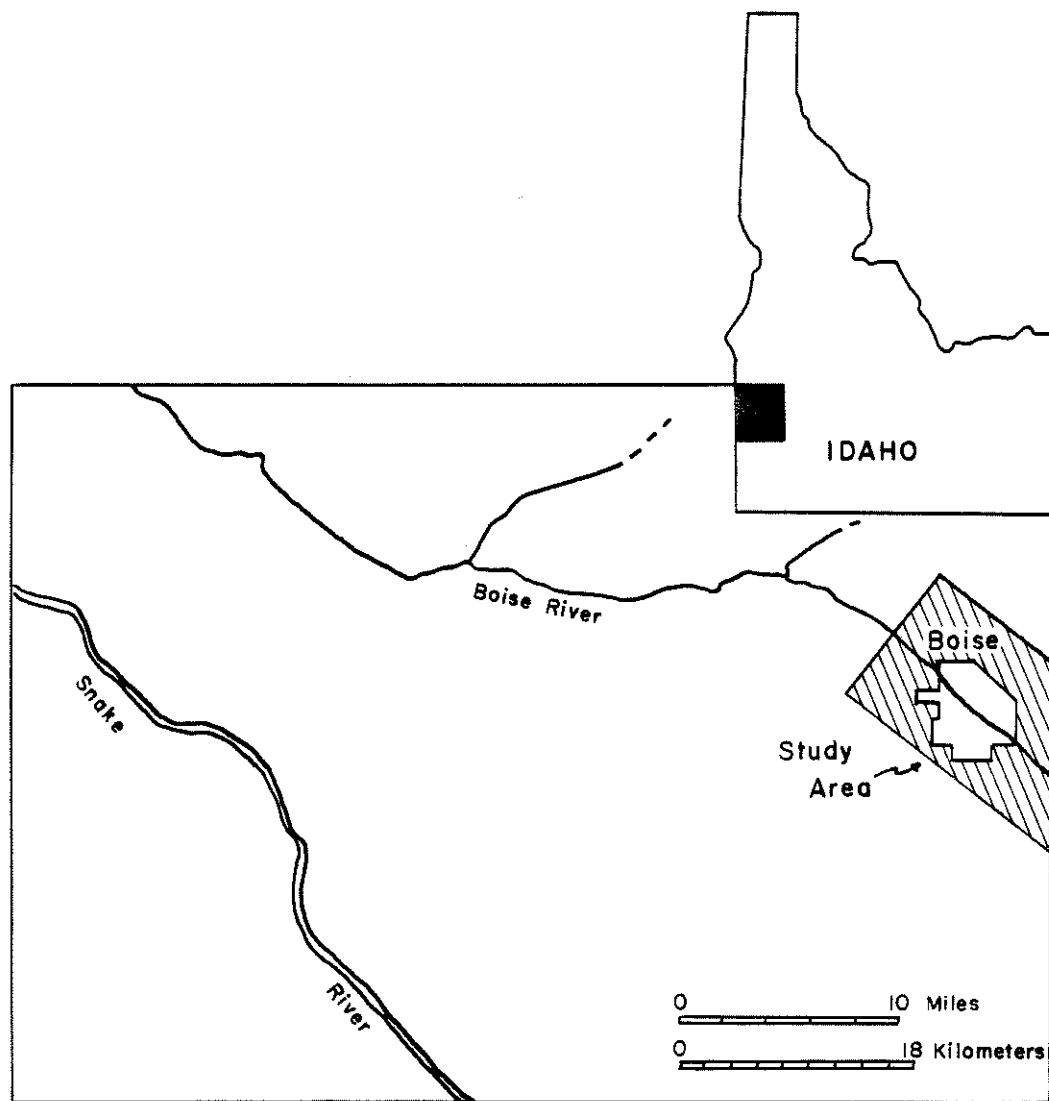 IDAHO
Boise River
Boise
Snake
River
Study
Area
0 10 Miles
0 18 Kilometers